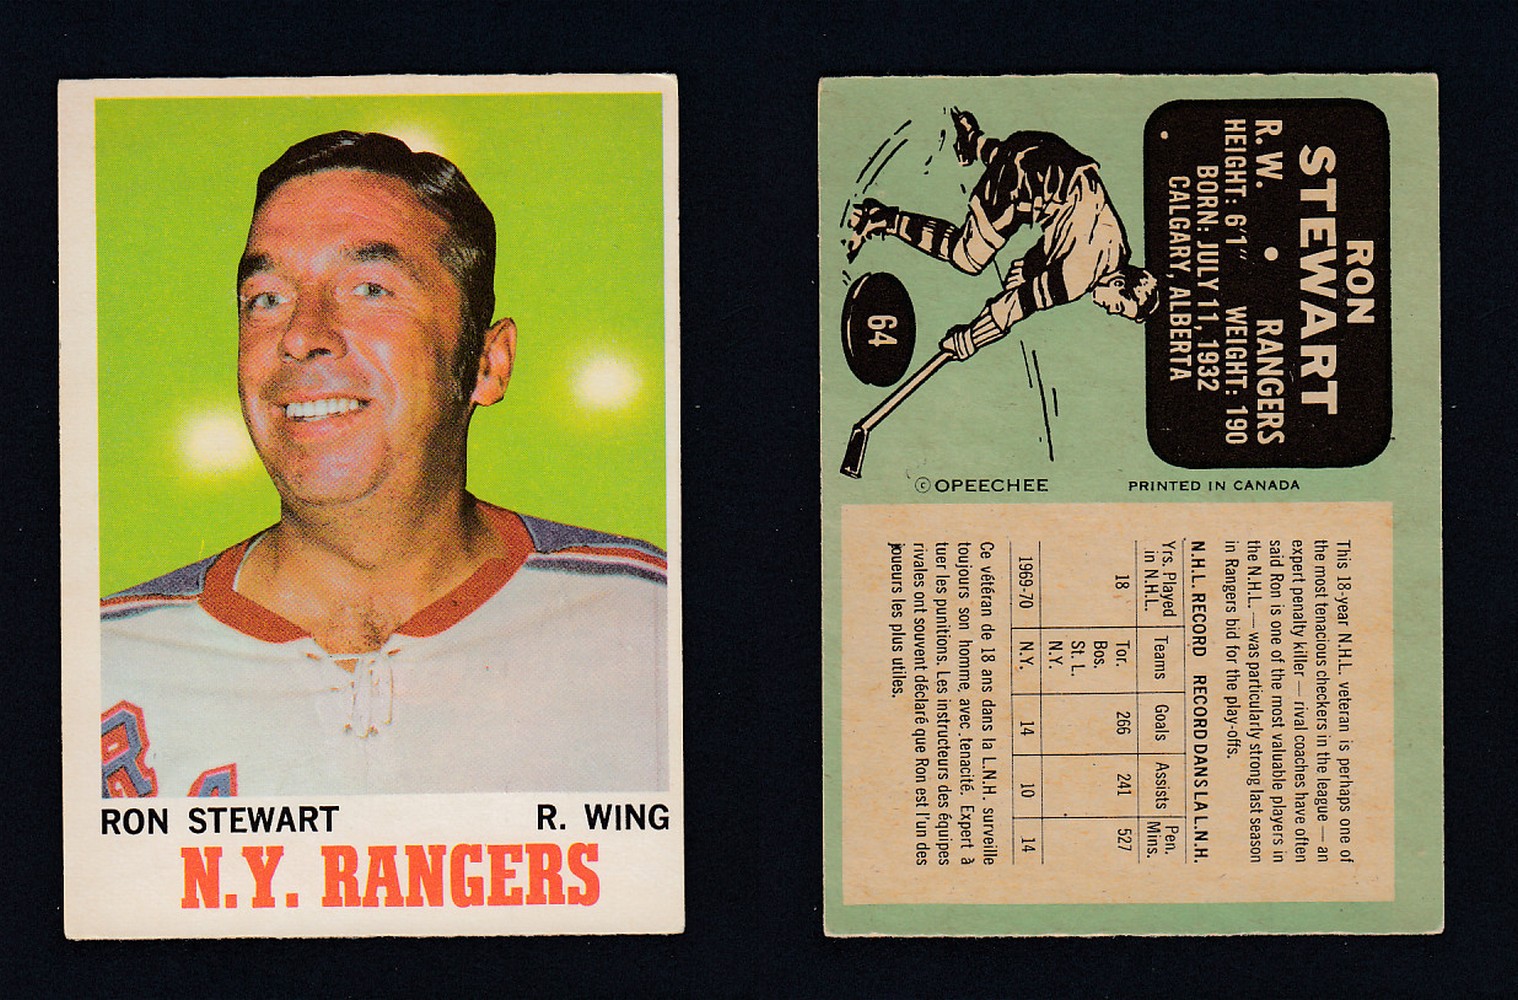 RON STEWART R. WING
N.Y. RANGERS
RON
STEWART
R.W. • RANGERS
HEIGHT: 6'1" WEIGHT: 190
BORN: JULY 11, 1932
CALGARY, ALBERTA
64
© OPEECHEE PRINTED IN CANADA
This 18-year N.H.L. veteran is perhaps one of
the most tenacious checkers in the league — an
expert penalty killer — rival coaches have often
said Ron is one of the most valuable players in
the N.H.L. — was particularly strong last season
in Rangers bid for the play-offs.
N.H.L. RECORD RECORD DANS LA L.N.H.
Yrs. Played Teams Goals Assists Pen.
in N.H.L. Mins.
18 Tor. 266 241 527
Bos.
St. L.
N.Y.
1969-70 N.Y. 14 10 14
Ce vétéran de 18 ans dans la L.N.H. surveille
toujours son homme, avec tenacité. Expert à
tuer les punitions. Les instructeurs des équipes
rivales ont souvent déclaré que Ron est l'un des
joueurs les plus utiles.